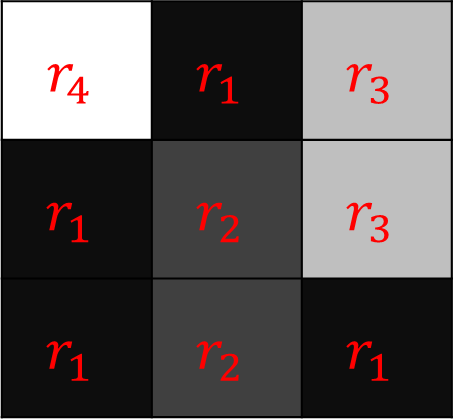 r₄ r₁ r₃
r₁ r₂ r₃
r₁ r₂ r₁